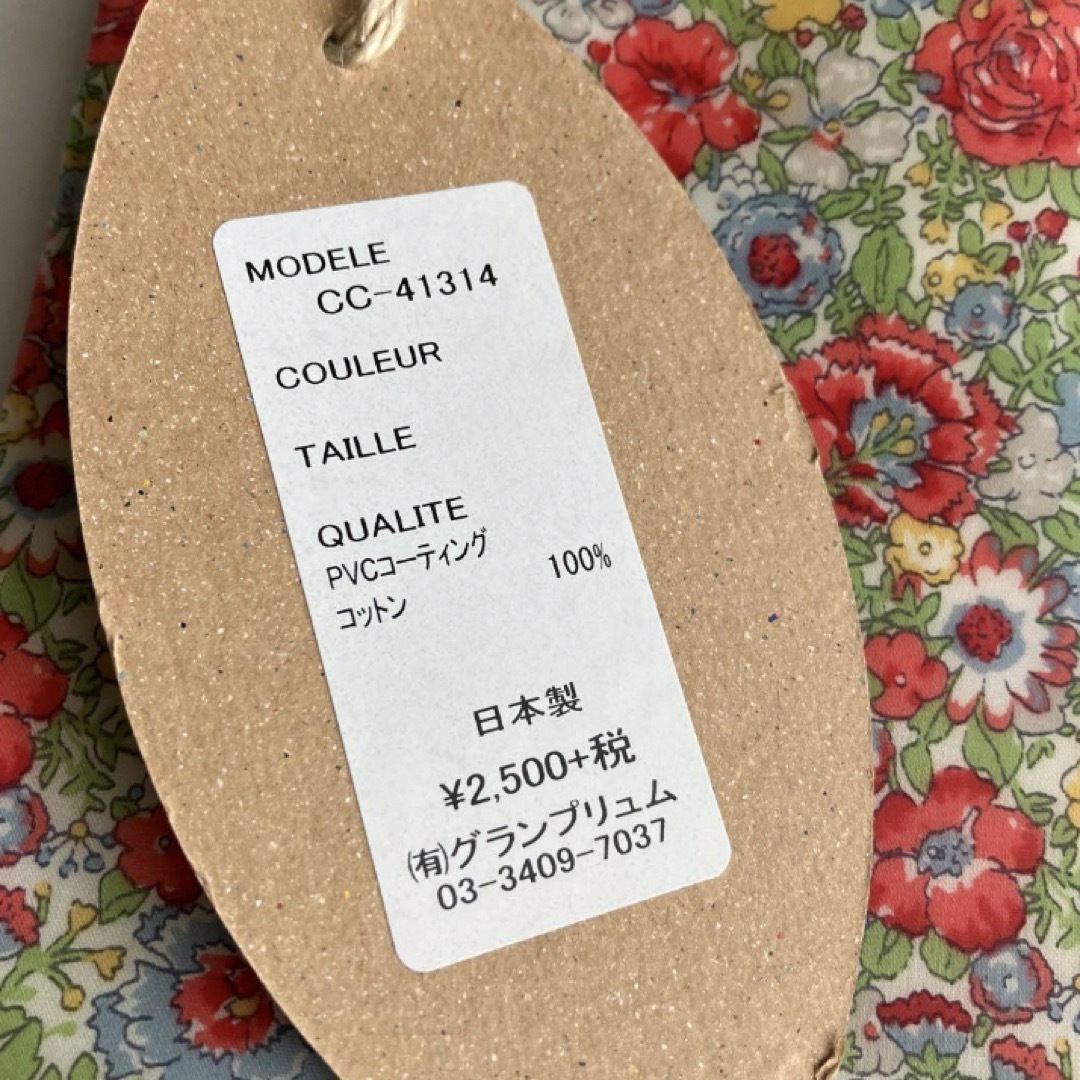 MODELE
CC-41314
COULEUR
TAILLE
QUALITE
PVCコーティング
コットン 100%
日本製
¥2,500+税
㈲グランプリュム
03-3409-7037